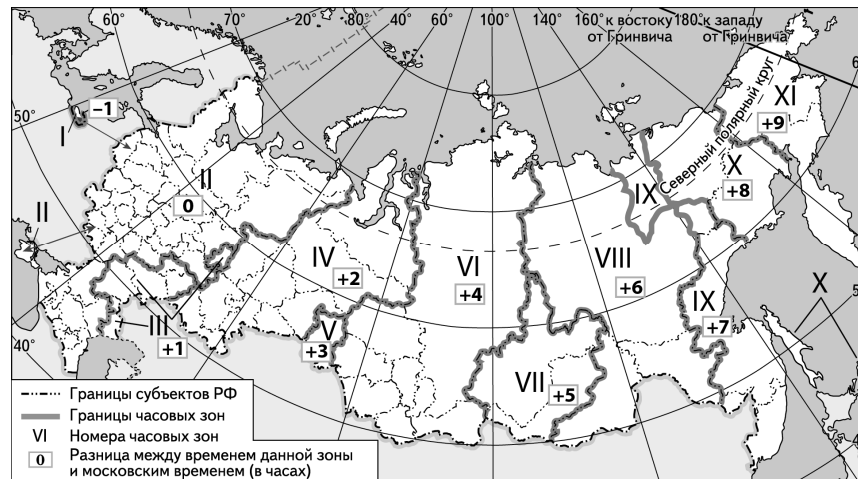 60° 70° 20° 80° 40° 60° 100° 140° 160° к востоку 180° к западу
от Гринвича от Гринвича
50°
I
–1
Северный полярный круг
XI
+9
II
0
X
+8
IX
II
IV
+2
VI
+4
VIII
+6
IX
+7
X
III
+1
V
+3
VII
+5
40°
Границы субъектов РФ
Границы часовых зон
VI Номера часовых зон
0 Разница между временем данной зоны
и московским временем (в часах)